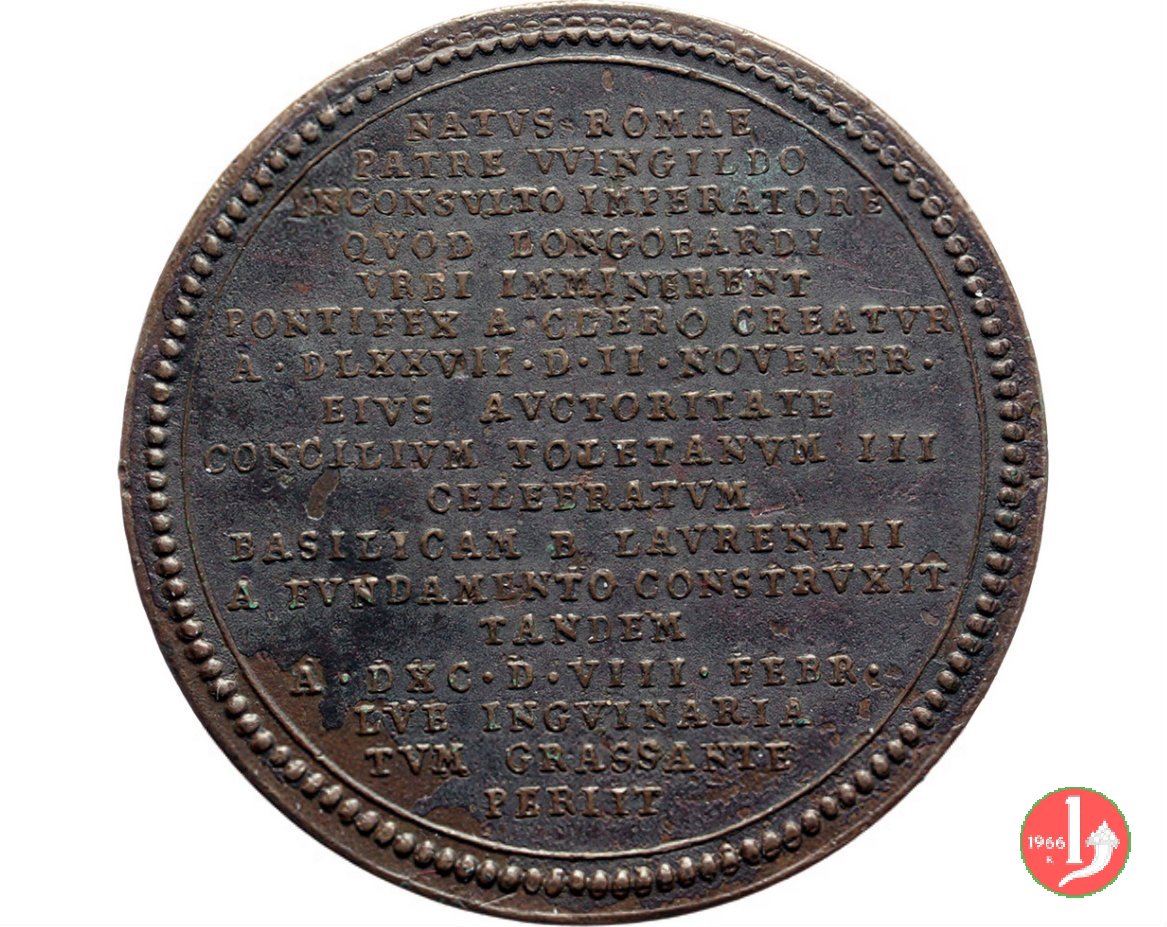 NATVS ROMAE
PATRE VVINGILDO
INCONSVLTO IMPERATORE
QVOD LONGOBARDI
VRBI IMMINERENT
PONTIFEX A CLERO CREATVR
A · DLXXVII · D · II · NOVEMBR ·
EIVS AVCTORITATE
CONCILIVM TOLETANVM III
CELEBRATVM
BASILICAM B LAVRENTII
A FVNDAMENTO CONSTRVXIT
TANDEM
A · DXC · D · VIII · FEBR ·
LVE INGVINARIA
TVM GRASSANTE
PERIIT
1966